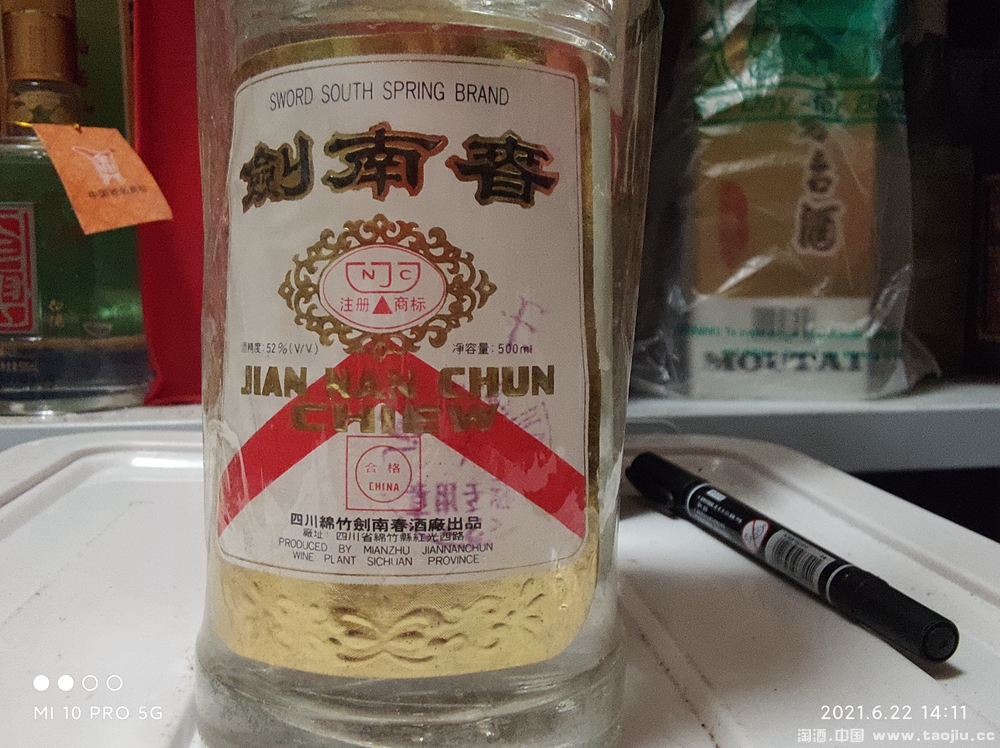 SWORD SOUTH SPRING BRAND
劍南春
NJC
注册▲商标
酒精度:52%(V/V)
净容量:500ml
JIAN NAN CHUN
CHIEW
合格
CHINA
四川綿竹劍南春酒廠出品
廠址:四川省綿竹縣紅光西路
PRODUCED BY MIANZHU JIANNANCHUN
WINE PLANT SICHUAN PROVINCE
MOUTAI
MI 10 PRO 5G
2021.6.22 14:11
淘酒.中国 www.taojiu.cc